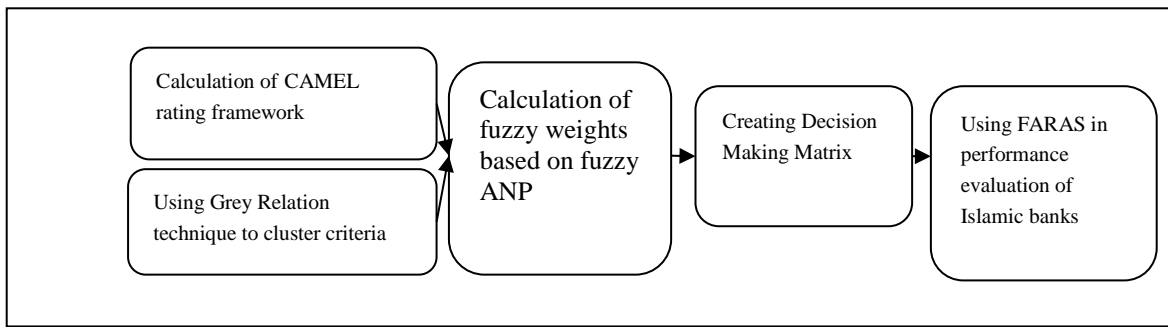 Calculation of CAMEL
rating framework
Using Grey Relation
technique to cluster criteria
Calculation of
fuzzy weights
based on fuzzy
ANP
Creating Decision
Making Matrix
Using FARAS in
performance
evaluation of
Islamic banks